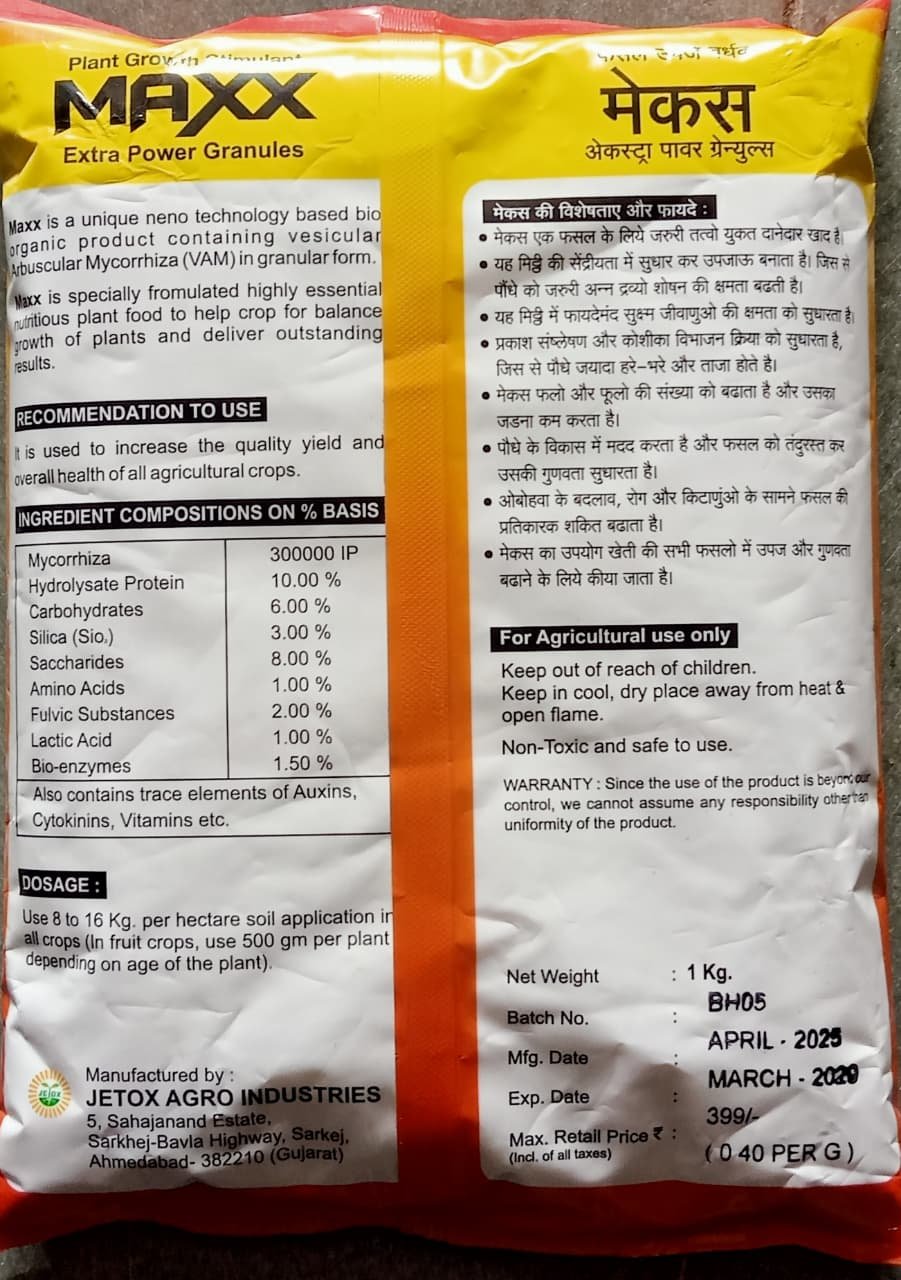 Plant Growth Stimulant
MAXX
Extra Power Granules
Maxx is a unique neno technology based bio
organic product containing vesicular
Arbuscular Mycorrhiza (VAM) in granular form.
Maxx is specially fromulated highly essential
nutritious plant food to help crop for balance
growth of plants and deliver outstanding
results.
RECOMMENDATION TO USE
It is used to increase the quality yield and
overall health of all agricultural crops.
INGREDIENT COMPOSITIONS ON % BASIS
Mycorrhiza 300000 IP
Hydrolysate Protein 10.00 %
Carbohydrates 6.00 %
Silica (Sio₂) 3.00 %
Saccharides 8.00 %
Amino Acids 1.00 %
Fulvic Substances 2.00 %
Lactic Acid 1.00 %
Bio-enzymes 1.50 %
Also contains trace elements of Auxins,
Cytokinins, Vitamins etc.
DOSAGE :
Use 8 to 16 Kg. per hectare soil application in
all crops (In fruit crops, use 500 gm per plant
depending on age of the plant).
JETOX
Manufactured by :
JETOX AGRO INDUSTRIES
5, Sahajanand Estate,
Sarkhej-Bavla Highway, Sarkej,
Ahmedabad- 382210 (Gujarat)
फसल वर्धक
मेकस
अेकस्ट्रा पावर ग्रेन्युल्स
मेकस की विशेषताए और फायदे :
• मेकस एक फसल के लिये जरुरी तत्वो युकत दानेदार खाद है।
• यह मिट्ठी की सेंद्रीयता में सुधार कर उपजाऊ बनाता है। जिस से
पौंधे को जरुरी अन्न द्रव्यो शोषन की क्षमता बढती है।
• यह मिट्ठी में फायदेमंद सुक्ष्म जीवाणुओ की क्षमता को सुधारता है।
• प्रकाश संष्लेषण और कोशीका विभाजन क्रिया को सुधारता है,
जिस से पौधे जयादा हरे-भरे और ताजा होते है।
• मेकस फलो और फूलो की संख्या को बढाता है और उसका
जडना कम करता है।
• पौधे के विकास में मदद करता है और फसल को तंदुरस्त कर
उसकी गुणवता सुधारता है।
• ओबोहवा के बदलाव, रोग और किटाणुंओ के सामने फसल की
प्रतिकारक शकित बढाता है।
• मेकस का उपयोग खेती की सभी फसलो में उपज और गुणवता
बढाने के लिये कीया जाता है।
For Agricultural use only
Keep out of reach of children.
Keep in cool, dry place away from heat &
open flame.
Non-Toxic and safe to use.
WARRANTY : Since the use of the product is beyond our
control, we cannot assume any responsibility other than
uniformity of the product.
Net Weight : 1 Kg.
Batch No. : BH05
Mfg. Date : APRIL - 2025
Exp. Date : MARCH - 2029
Max. Retail Price ₹ : 399/-
(Incl. of all taxes) ( 0 40 PER G )